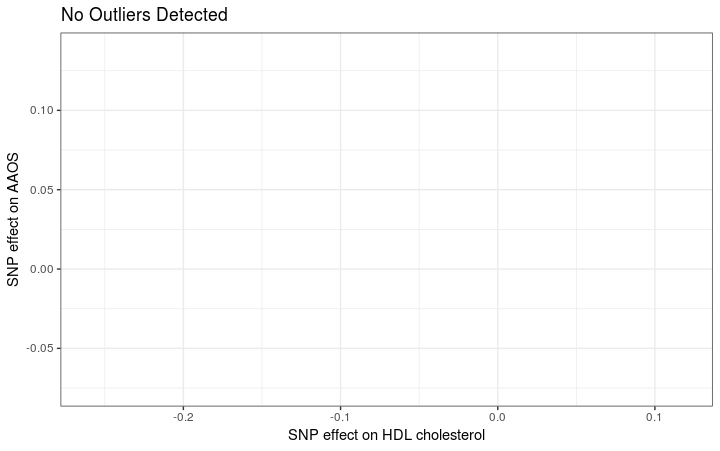 No Outliers Detected
SNP effect on AAOS
0.10
0.05
0.00
-0.05
-0.2
-0.1
0.0
0.1
SNP effect on HDL cholesterol